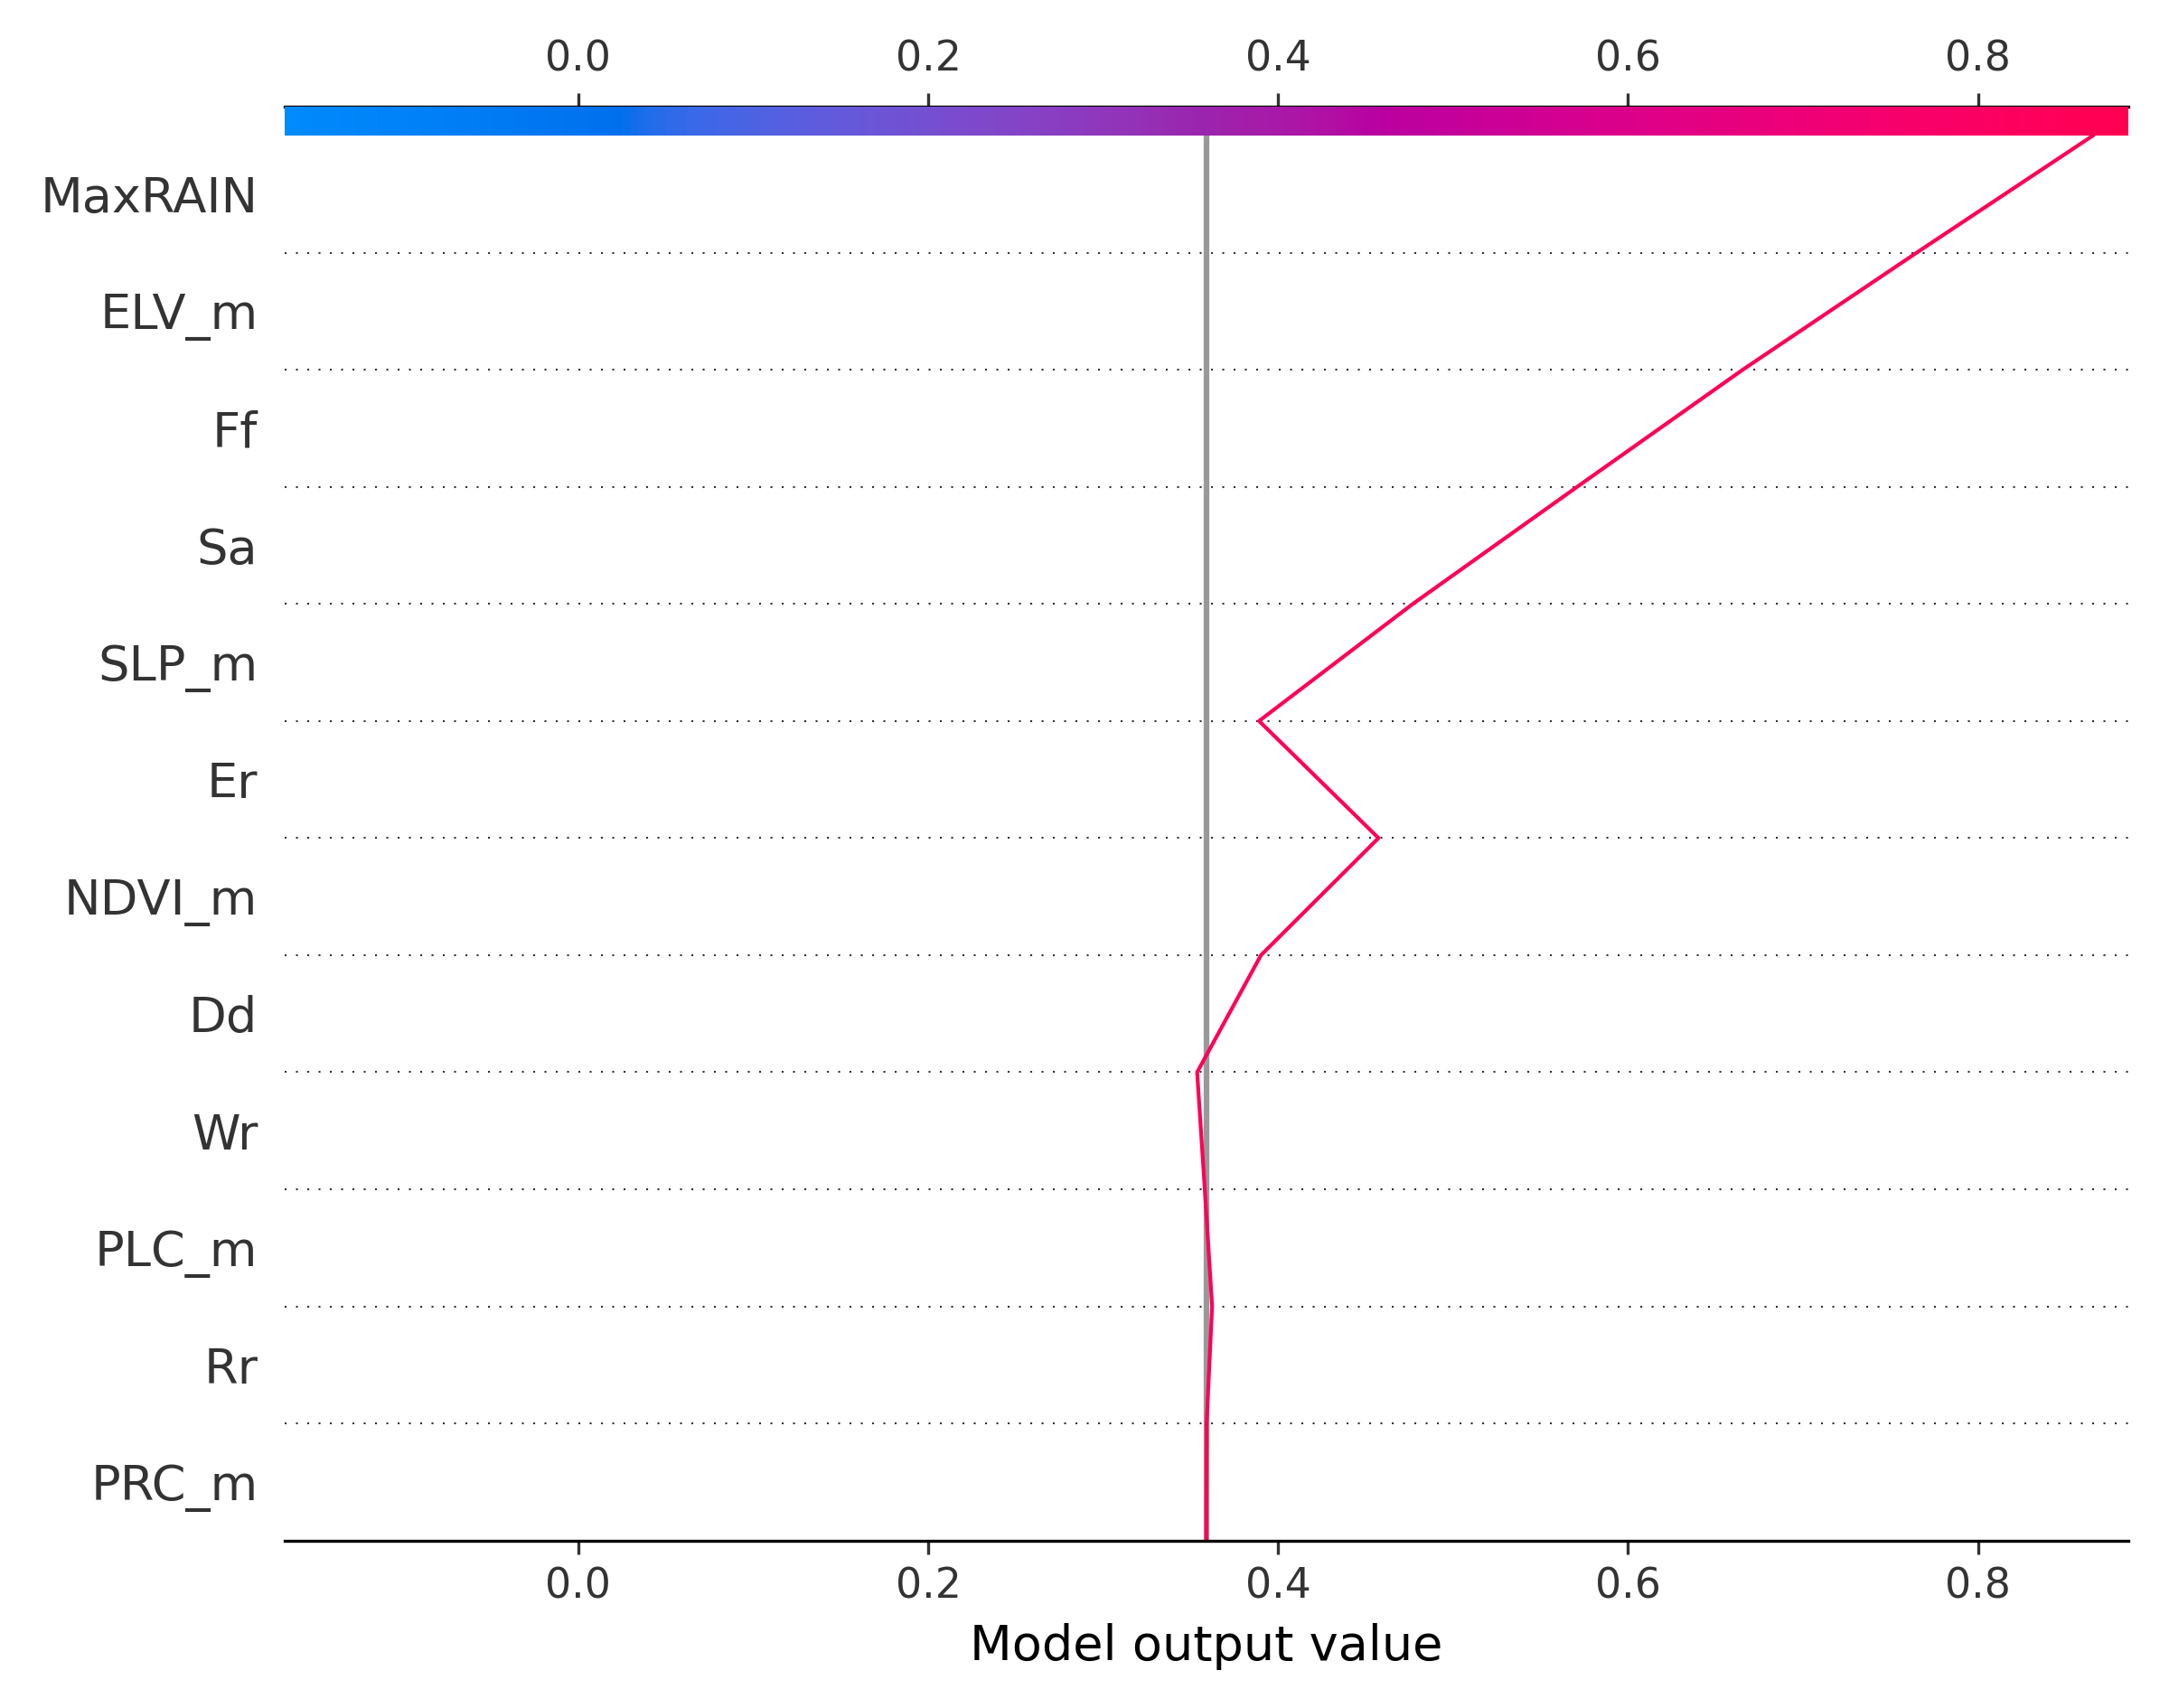 0.0 0.2 0.4 0.6 0.8
MaxRAIN
ELV_m
Ff
Sa
SLP_m
Er
NDVI_m
Dd
Wr
PLC_m
Rr
PRC_m
0.0 0.2 0.4 0.6 0.8
Model output value